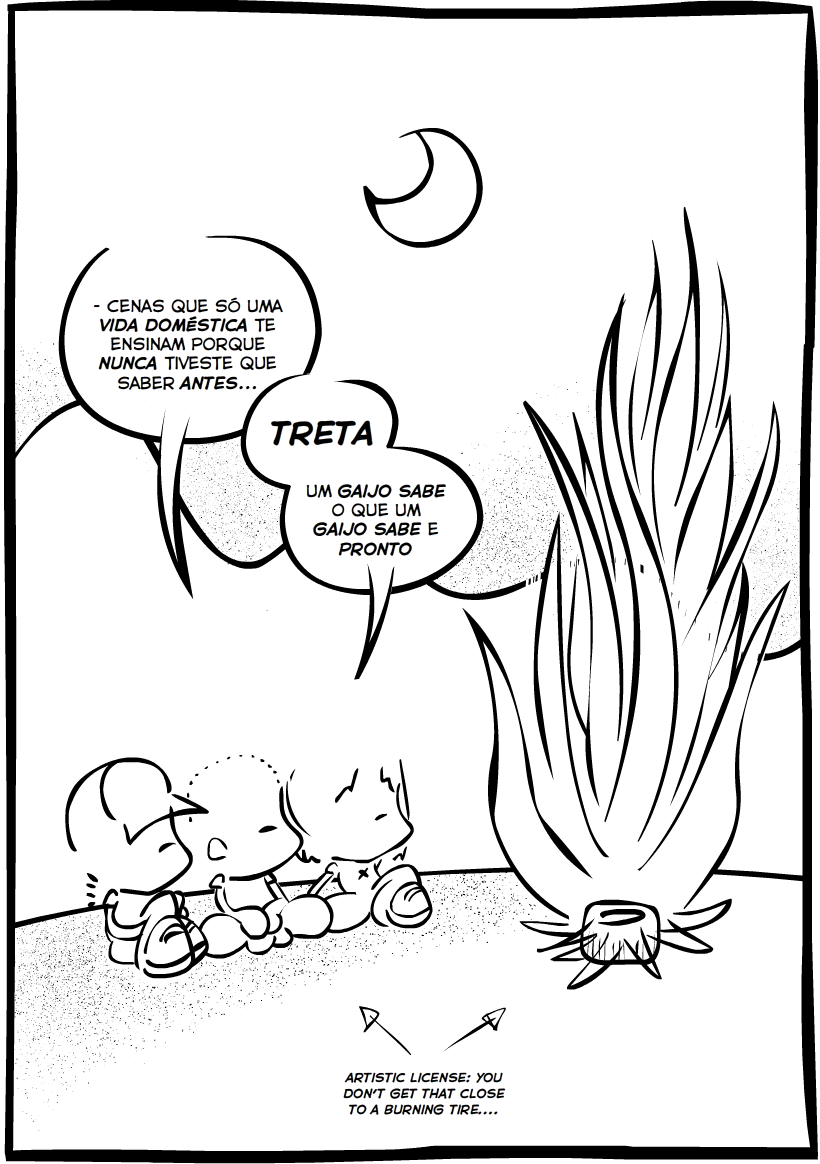 - CENAS QUE SÓ UMA
VIDA DOMÉSTICA TE
ENSINAM PORQUE
NUNCA TIVESTE QUE
SABER ANTES...
TRETA
UM GAIJO SABE
O QUE UM
GAIJO SABE E
PRONTO
ARTISTIC LICENSE: YOU
DON'T GET THAT CLOSE
TO A BURNING TIRE....